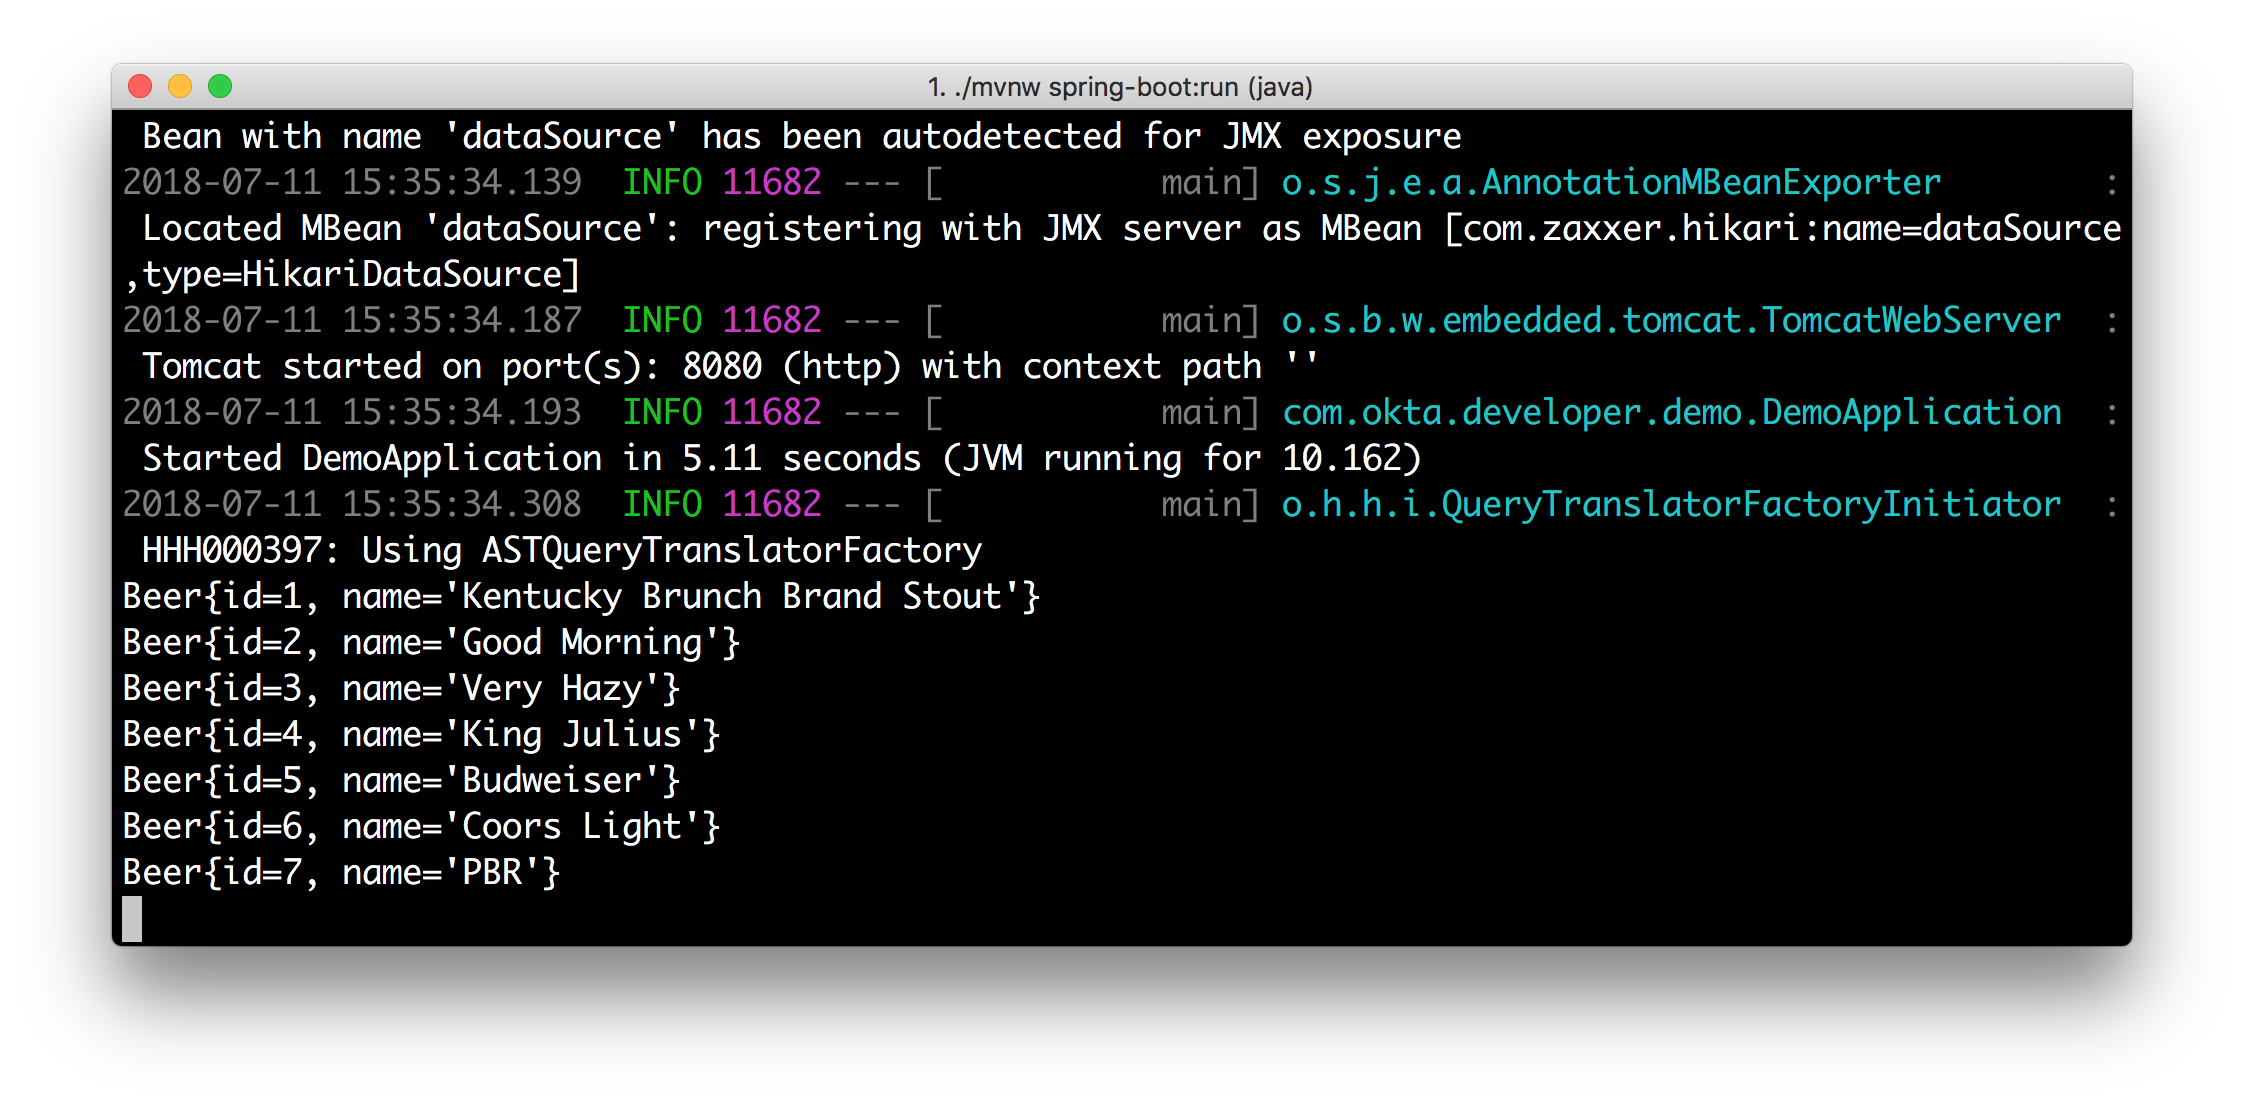 1. ./mvnw spring-boot:run (java)
Bean with name 'dataSource' has been autodetected for JMX exposure
2018-07-11 15:35:34.139  INFO 11682 --- [           main] o.s.j.e.a.AnnotationMBeanExporter        :
Located MBean 'dataSource': registering with JMX server as MBean [com.zaxxer.hikari:name=dataSource
,type=HikariDataSource]
2018-07-11 15:35:34.187  INFO 11682 --- [           main] o.s.b.w.embedded.tomcat.TomcatWebServer  :
Tomcat started on port(s): 8080 (http) with context path ''
2018-07-11 15:35:34.193  INFO 11682 --- [           main] com.okta.developer.demo.DemoApplication  :
Started DemoApplication in 5.11 seconds (JVM running for 10.162)
2018-07-11 15:35:34.308  INFO 11682 --- [           main] o.h.h.i.QueryTranslatorFactoryInitiator  :
HHH000397: Using ASTQueryTranslatorFactory
Beer{id=1, name='Kentucky Brunch Brand Stout'}
Beer{id=2, name='Good Morning'}
Beer{id=3, name='Very Hazy'}
Beer{id=4, name='King Julius'}
Beer{id=5, name='Budweiser'}
Beer{id=6, name='Coors Light'}
Beer{id=7, name='PBR'}